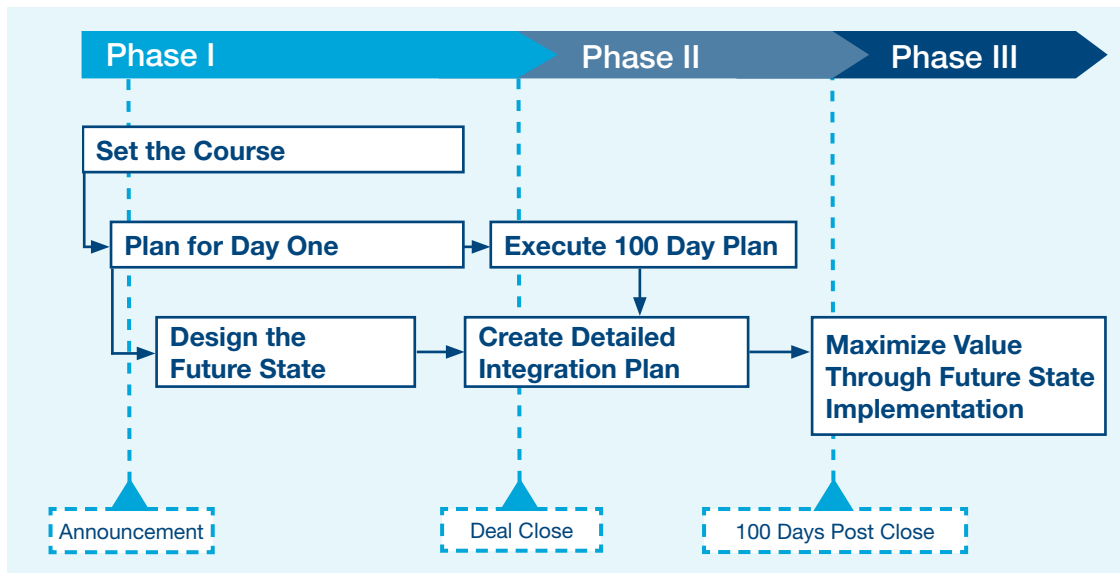 Phase I
Phase II
Phase III
Set the Course
Plan for Day One
Execute 100 Day Plan
Design the
Future State
Create Detailed
Integration Plan
Maximize Value
Through Future State
Implementation
Announcement
Deal Close
100 Days Post Close